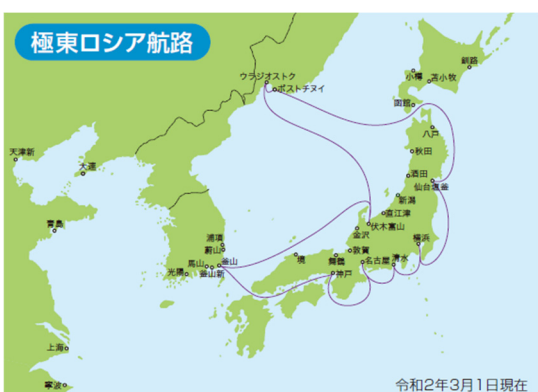 極東ロシア航路
ウラジオストク
ボストチヌイ
釧路
小樽
苫小牧
函館
八戸
秋田
酒田
仙台塩釜
新潟
直江津
伏木富山
金沢
横浜
敦賀
清水
名古屋
舞鶴
神戸
境
天津新
大連
青島
浦項
蔚山
馬山
釜山
光陽
釜山新
上海
寧波
令和2年3月1日現在